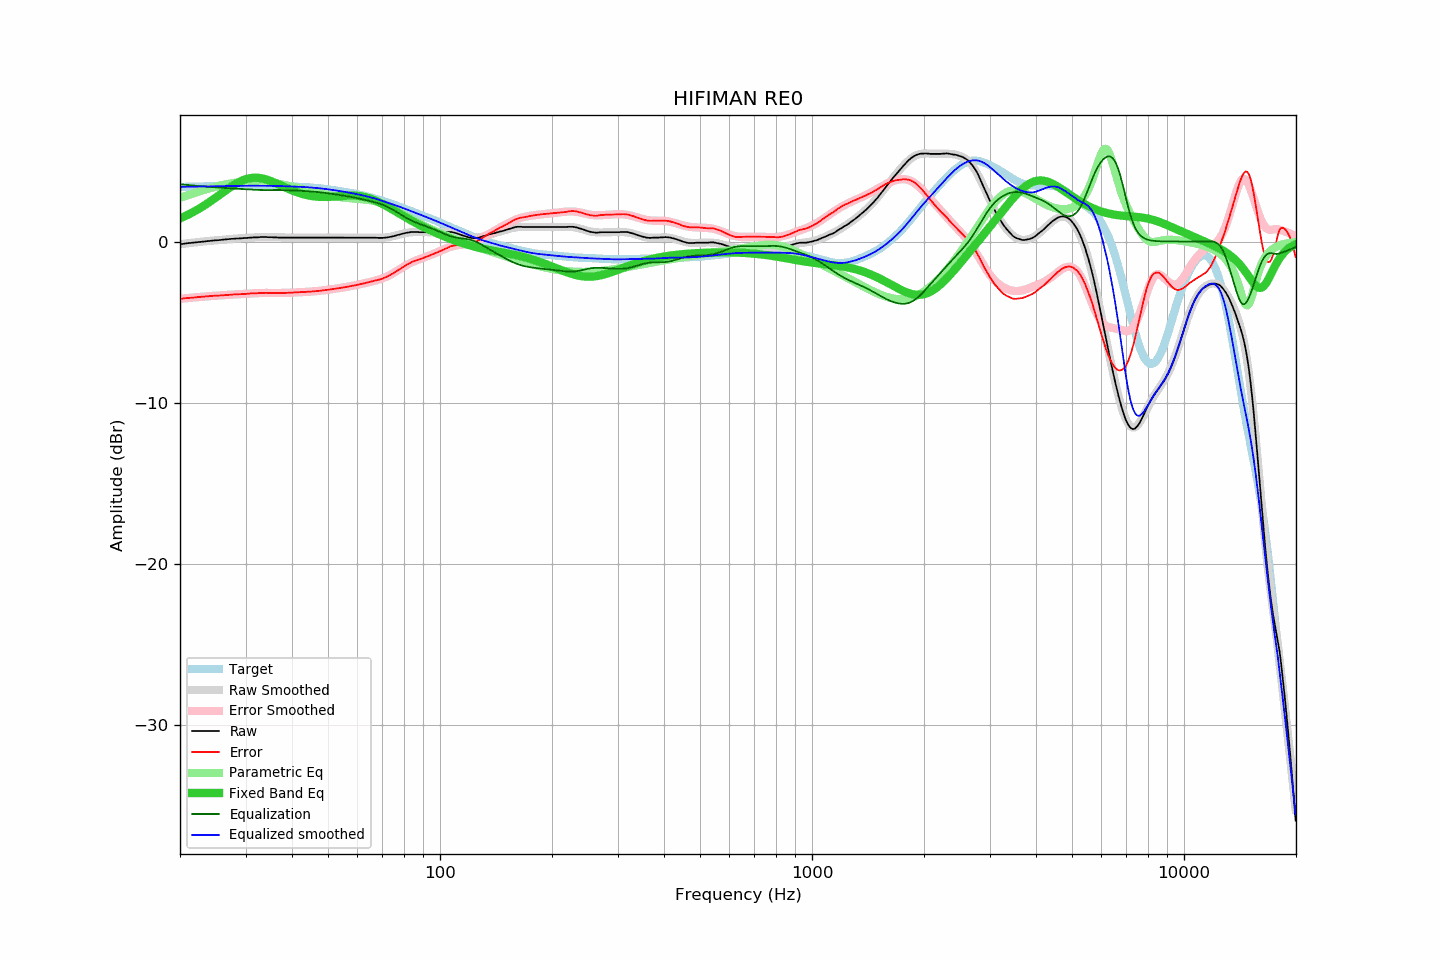 HIFIMAN RE0
0
−10
−20
−30
Amplitude (dBr)
Target
Raw Smoothed
Error Smoothed
Raw
Error
Parametric Eq
Fixed Band Eq
Equalization
Equalized smoothed
100
1000
10000
Frequency (Hz)